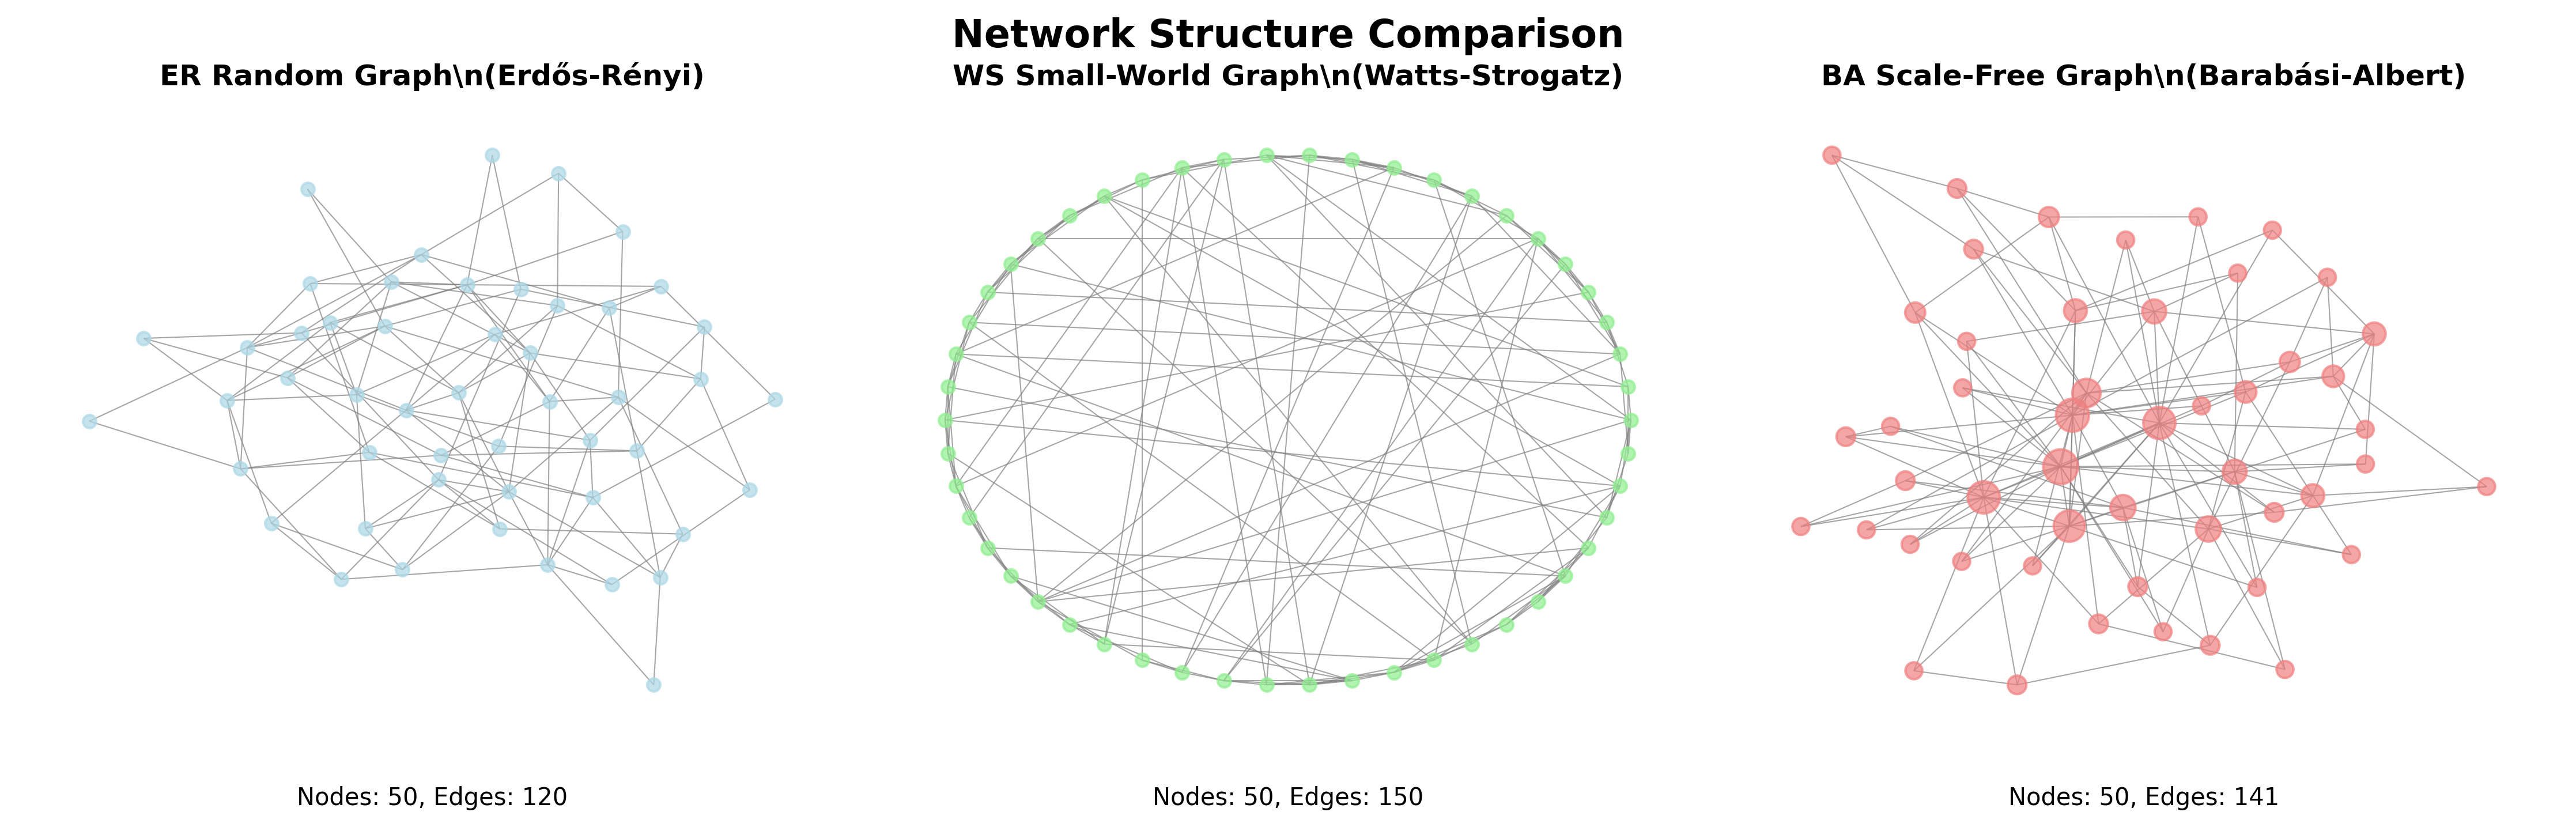 Network Structure Comparison
ER Random Graph\n(Erdős-Rényi)
WS Small-World Graph\n(Watts-Strogatz)
BA Scale-Free Graph\n(Barabási-Albert)
Nodes: 50, Edges: 120
Nodes: 50, Edges: 150
Nodes: 50, Edges: 141